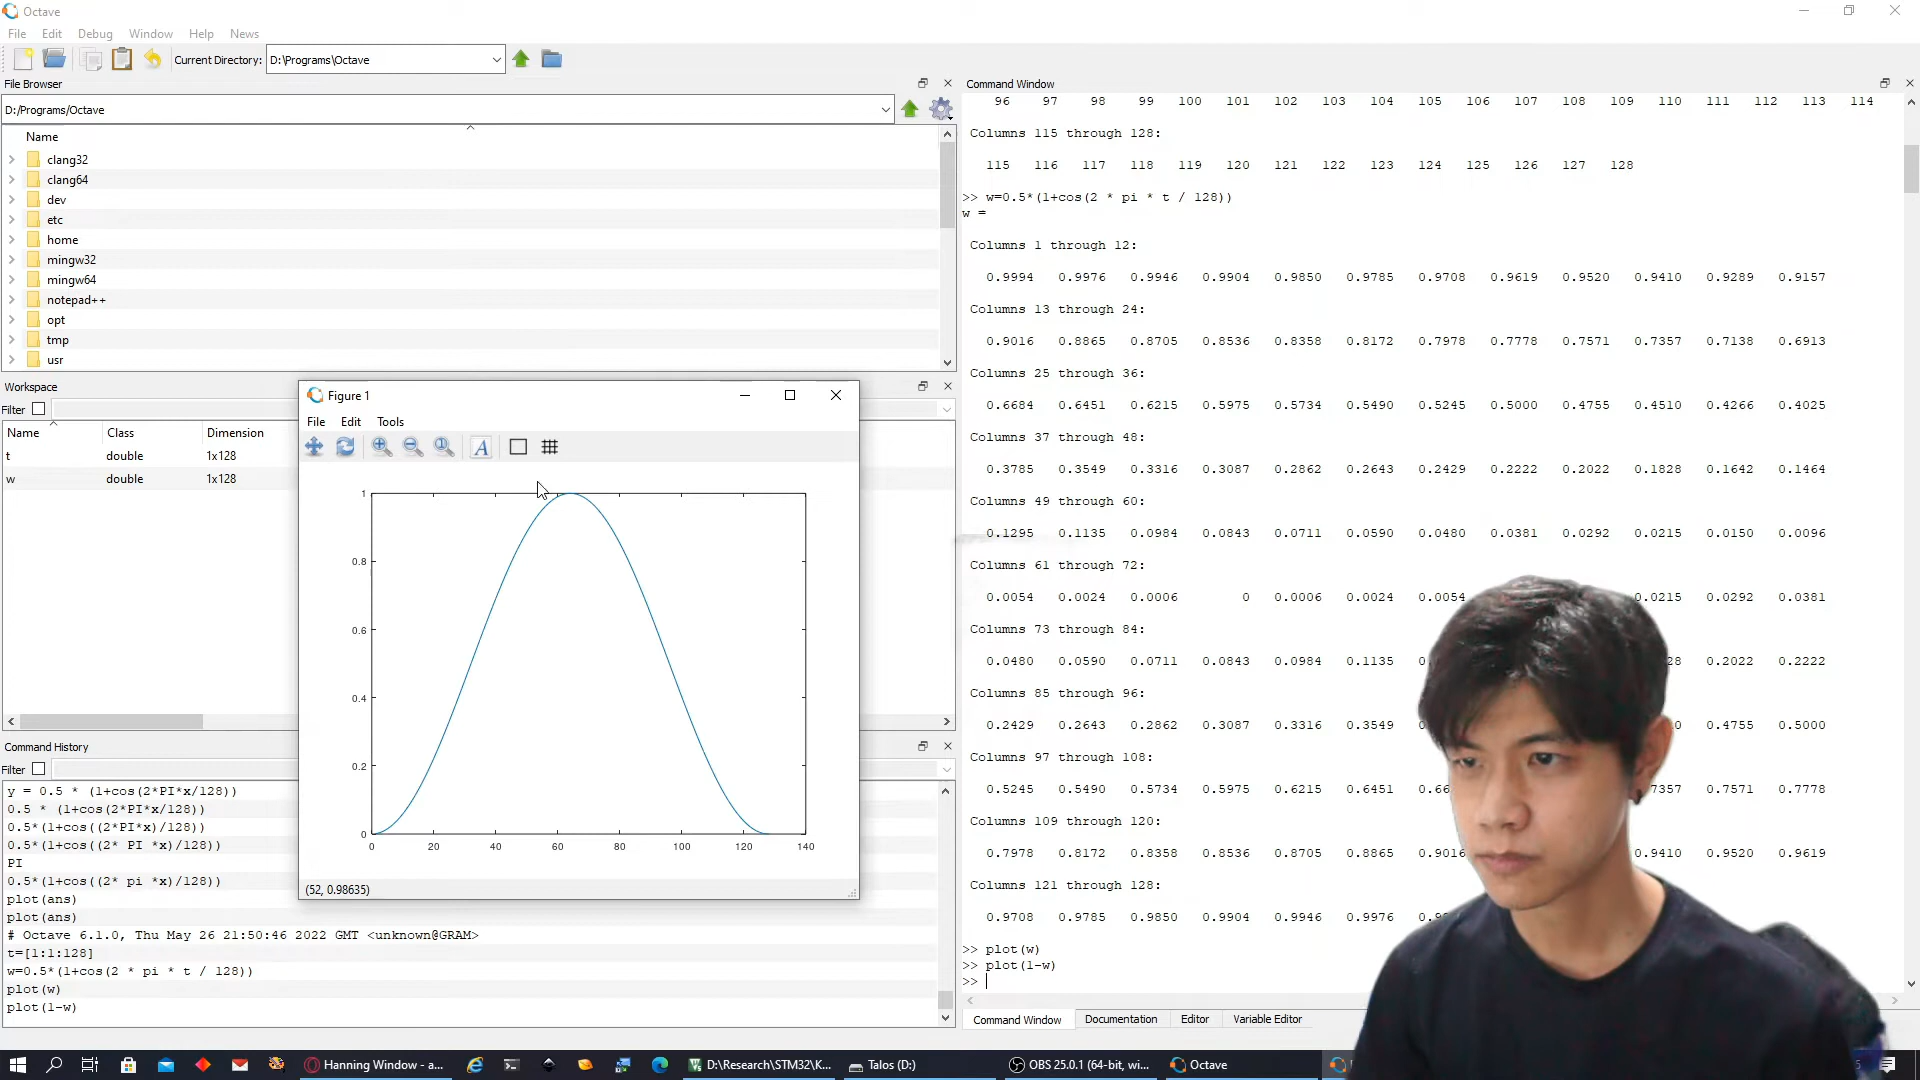 Octave
File Edit Debug Window Help News
Current Directory: D:\Programs\Octave
File Browser
D:/Programs/Octave
Name
clang32
clang64
dev
etc
home
mingw32
mingw64
notepad++
opt
tmp
usr
Workspace
Filter
Name Class Dimension
t double 1x128
w double 1x128
Command History
Filter
y = 0.5 * (1+cos(2*PI*x/128))
0.5 * (1+cos(2*PI*x/128))
0.5*(1+cos((2*PI*x)/128))
0.5*(1+cos((2* PI *x)/128))
PI
0.5*(1+cos((2* pi *x)/128))
plot(ans)
plot(ans)
# Octave 6.1.0, Thu May 26 21:50:46 2022 GMT <unknown@GRAM>
t=[1:1:128]
w=0.5*(1+cos(2 * pi * t / 128))
plot(w)
plot(1-w)
Figure 1
File Edit Tools
A
1
0.8
0.6
0.4
0.2
0
0 20 40 60 80 100 120 140
(52, 0.98635)
Command Window
96 97 98 99 100 101 102 103 104 105 106 107 108 109 110 111 112 113 114
Columns 115 through 128:
115 116 117 118 119 120 121 122 123 124 125 126 127 128
>> w=0.5*(1+cos(2 * pi * t / 128))
w =
Columns 1 through 12:
0.9994 0.9976 0.9946 0.9904 0.9850 0.9785 0.9708 0.9619 0.9520 0.9410 0.9289 0.9157
Columns 13 through 24:
0.9016 0.8865 0.8705 0.8536 0.8358 0.8172 0.7978 0.7778 0.7571 0.7357 0.7138 0.6913
Columns 25 through 36:
0.6684 0.6451 0.6215 0.5975 0.5734 0.5490 0.5245 0.5000 0.4755 0.4510 0.4266 0.4025
Columns 37 through 48:
0.3785 0.3549 0.3316 0.3087 0.2862 0.2643 0.2429 0.2222 0.2022 0.1828 0.1642 0.1464
Columns 49 through 60:
0.1295 0.1135 0.0984 0.0843 0.0711 0.0590 0.0480 0.0381 0.0292 0.0215 0.0150 0.0096
Columns 61 through 72:
0.0054 0.0024 0.0006 0 0.0006 0.0024 0.0054 0.0215 0.0292 0.0381
Columns 73 through 84:
0.0480 0.0590 0.0711 0.0843 0.0984 0.1135 0.2022 0.2222
Columns 85 through 96:
0.2429 0.2643 0.2862 0.3087 0.3316 0.3549 0.4755 0.5000
Columns 97 through 108:
0.5245 0.5490 0.5734 0.5975 0.6215 0.6451 0.7357 0.7571 0.7778
Columns 109 through 120:
0.7978 0.8172 0.8358 0.8536 0.8705 0.8865 0.9016 0.9410 0.9520 0.9619
Columns 121 through 128:
0.9708 0.9785 0.9850 0.9904 0.9946 0.9976
>> plot(w)
>> plot(1-w)
>>
Command Window Documentation Editor Variable Editor
Hanning Window - a... D:\Research\STM32\K... Talos (D:) OBS 25.0.1 (64-bit, wi... Octave